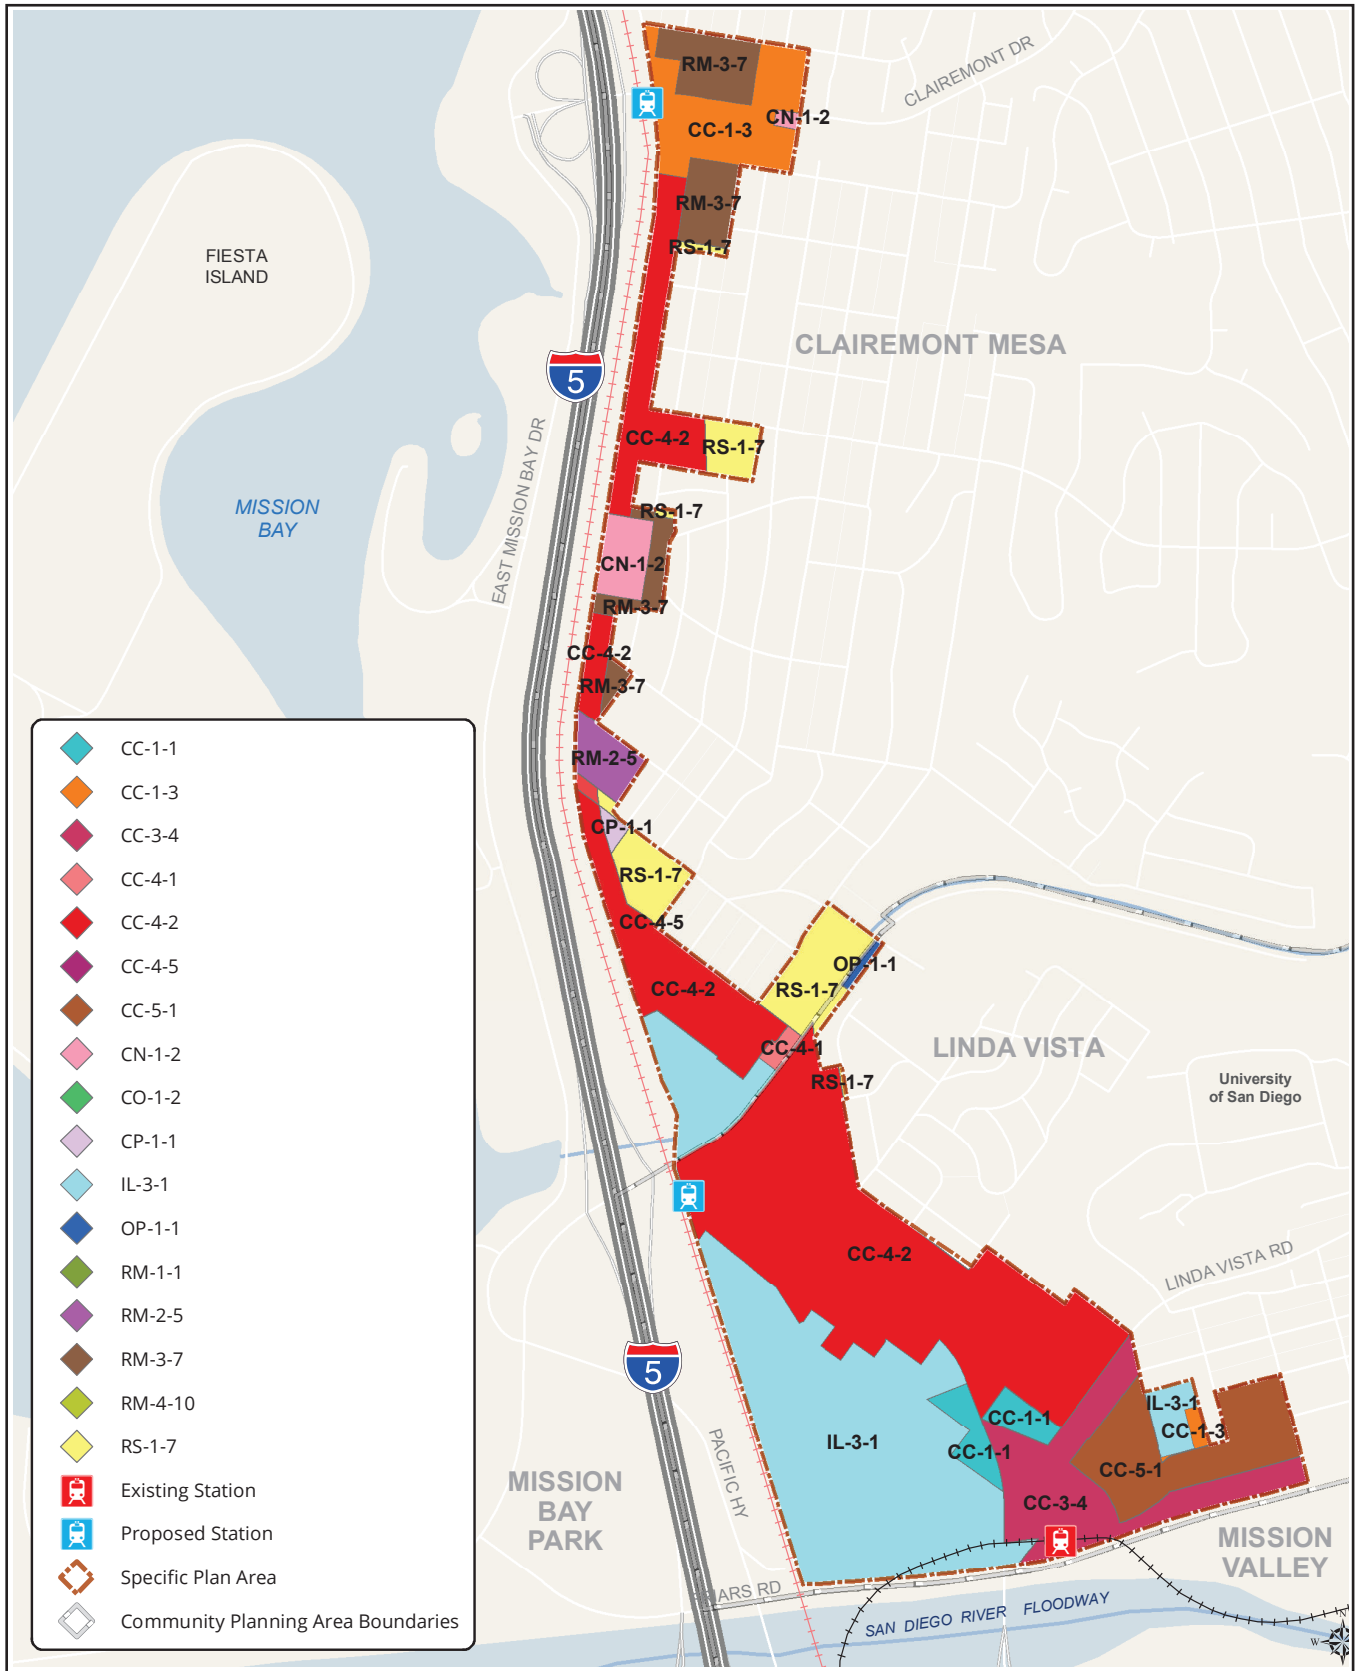 RM-3-7
CLAIREMONT DR
CN-1-2
CC-1-3
RM-3-7
RS-1-7
FIESTA
ISLAND
CLAIREMONT MESA
5
EAST MISSION BAY DR
CC-4-2
RS-1-7
MISSION
BAY
RS-1-7
CN-1-2
RM-3-7
CC-4-2
RM-3-7
RM-2-5
CP-1-1
RS-1-7
CC-4-5
OP-1-1
RS-1-7
CC-4-2
CC-4-1
LINDA VISTA
RS-1-7
University
of San Diego
CC-4-2
LINDA VISTA RD
5
IL-3-1
CC-1-1
CC-1-3
IL-3-1
CC-1-1
CC-5-1
CC-3-4
PACIFIC HY
MISSION
BAY
PARK
MISSION
VALLEY
ARS RD
SAN DIEGO RIVER FLOODWAY
N
W
CC-1-1
CC-1-3
CC-3-4
CC-4-1
CC-4-2
CC-4-5
CC-5-1
CN-1-2
CO-1-2
CP-1-1
IL-3-1
OP-1-1
RM-1-1
RM-2-5
RM-3-7
RM-4-10
RS-1-7
Existing Station
Proposed Station
Specific Plan Area
Community Planning Area Boundaries